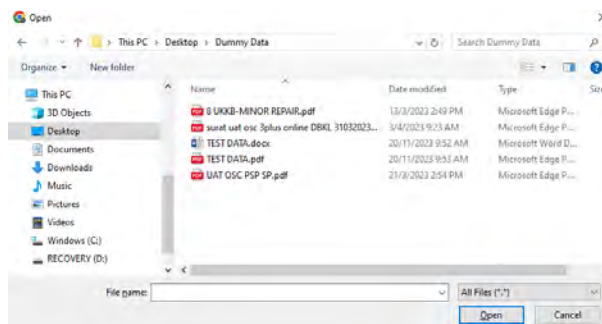 Open
This PC > Desktop > Dummy Data
Search Dummy Data
Organize
New folder
Name Date modified Type Size
This PC
3D Objects
Desktop
Documents
Downloads
Music
Pictures
Videos
Windows (C:)
RECOVERY (D:)
8 UKKB-MINOR REPAIR.pdf 13/3/2023 2:49 PM Microsoft Edge P...
surat uat osc 3plus online DBKL 31032023... 3/4/2023 9:23 AM Microsoft Edge P...
TEST DATA.docx 20/11/2023 9:52 AM Microsoft Word D...
TEST DATA.pdf 20/11/2023 9:53 AM Microsoft Edge P...
UAT OSC PSP SP.pdf 21/3/2023 2:54 PM Microsoft Edge P...
File name:
All Files (*.*)
Open Cancel